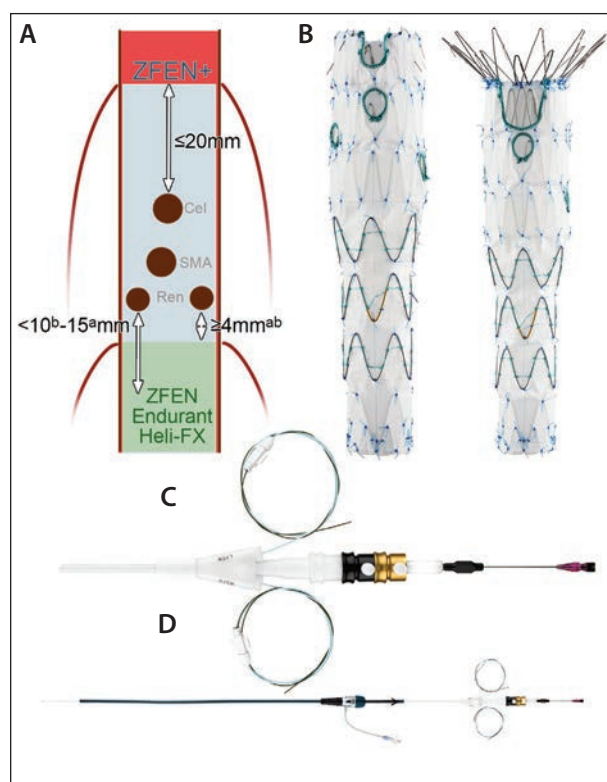 A
B
ZFEN+
≤20mm
Cel
SMA
Ren
<10ᵇ-15ᵃmm
≥4mmᵃᵇ
ZFEN
Endurant
Heli-FX
C
D